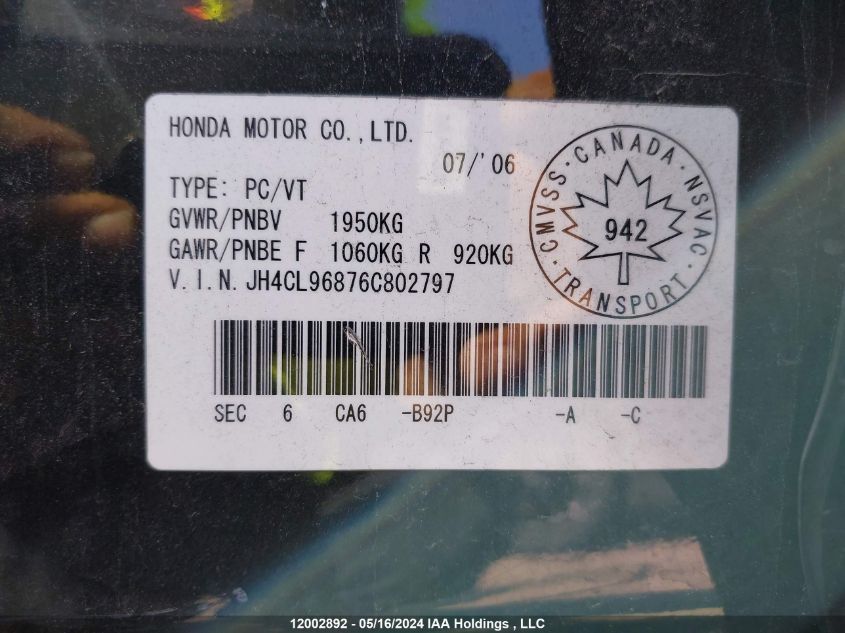 HONDA MOTOR CO.,LTD.
07/'06
TYPE: PC/VT
GVWR/PNBV 1950KG
GAWR/PNBE F 1060KG R 920KG
V.I.N. JH4CL96876C802797
CMVSS · CANADA · NSVAC · TRANSPORT ·
942
SEC 6 CA6 -B92P -A -C
12002892 - 05/16/2024 IAA Holdings , LLC